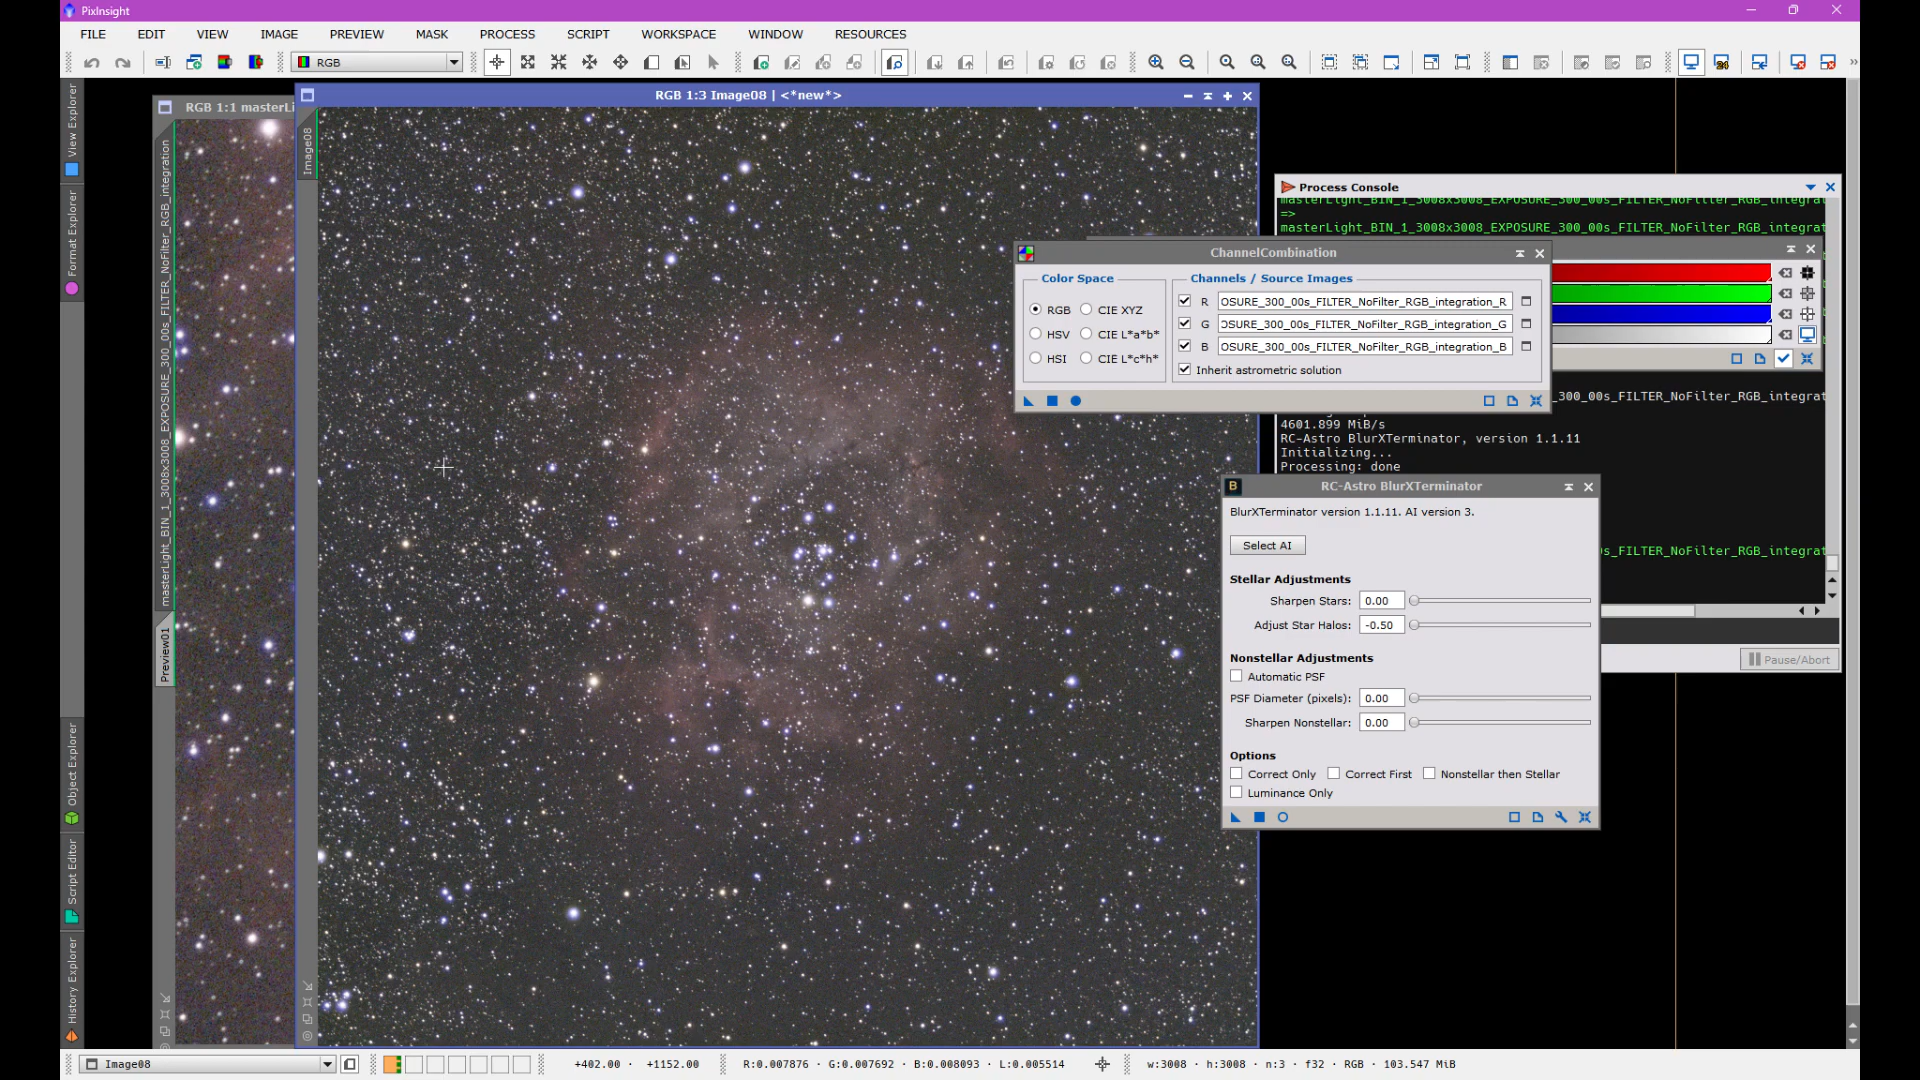 PixInsight
FILE EDIT VIEW IMAGE PREVIEW MASK PROCESS SCRIPT WORKSPACE WINDOW RESOURCES
RGB
View Explorer
Format Explorer
Object Explorer
Script Editor
History Explorer
RGB 1:1 masterLi
masterLight_BIN_1_3008x3008_EXPOSURE_300_00s_FILTER_NoFilter_RGB_integration
Preview01
RGB 1:3 Image08 | <*new*>
Image08
Process Console
masterLight_BIN_1_3008x3008_EXPOSURE_300_00s_FILTER_NoFilter_RGB_integrat
=>
masterLight_BIN_1_3008x3008_EXPOSURE_300_00s_FILTER_NoFilter_RGB_integrat
_300_00s_FILTER_NoFilter_RGB_integrat
4601.899 MiB/s
RC-Astro BlurXTerminator, version 1.1.11
Initializing...
Processing: done
s_FILTER_NoFilter_RGB_integrat
Pause/Abort
ChannelCombination
Color Space
RGB CIE XYZ
HSV CIE L*a*b*
HSI CIE L*c*h*
Channels / Source Images
R OSURE_300_00s_FILTER_NoFilter_RGB_integration_R
G OSURE_300_00s_FILTER_NoFilter_RGB_integration_G
B OSURE_300_00s_FILTER_NoFilter_RGB_integration_B
Inherit astrometric solution
B
RC-Astro BlurXTerminator
BlurXTerminator version 1.1.11. AI version 3.
Select AI
Stellar Adjustments
Sharpen Stars: 0.00
Adjust Star Halos: -0.50
Nonstellar Adjustments
Automatic PSF
PSF Diameter (pixels): 0.00
Sharpen Nonstellar: 0.00
Options
Correct Only Correct First Nonstellar then Stellar
Luminance Only
Image08
+402.00 · +1152.00
R:0.007876 · G:0.007692 · B:0.008093 · L:0.005514
w:3008 · h:3008 · n:3 · f32 · RGB · 103.547 MiB